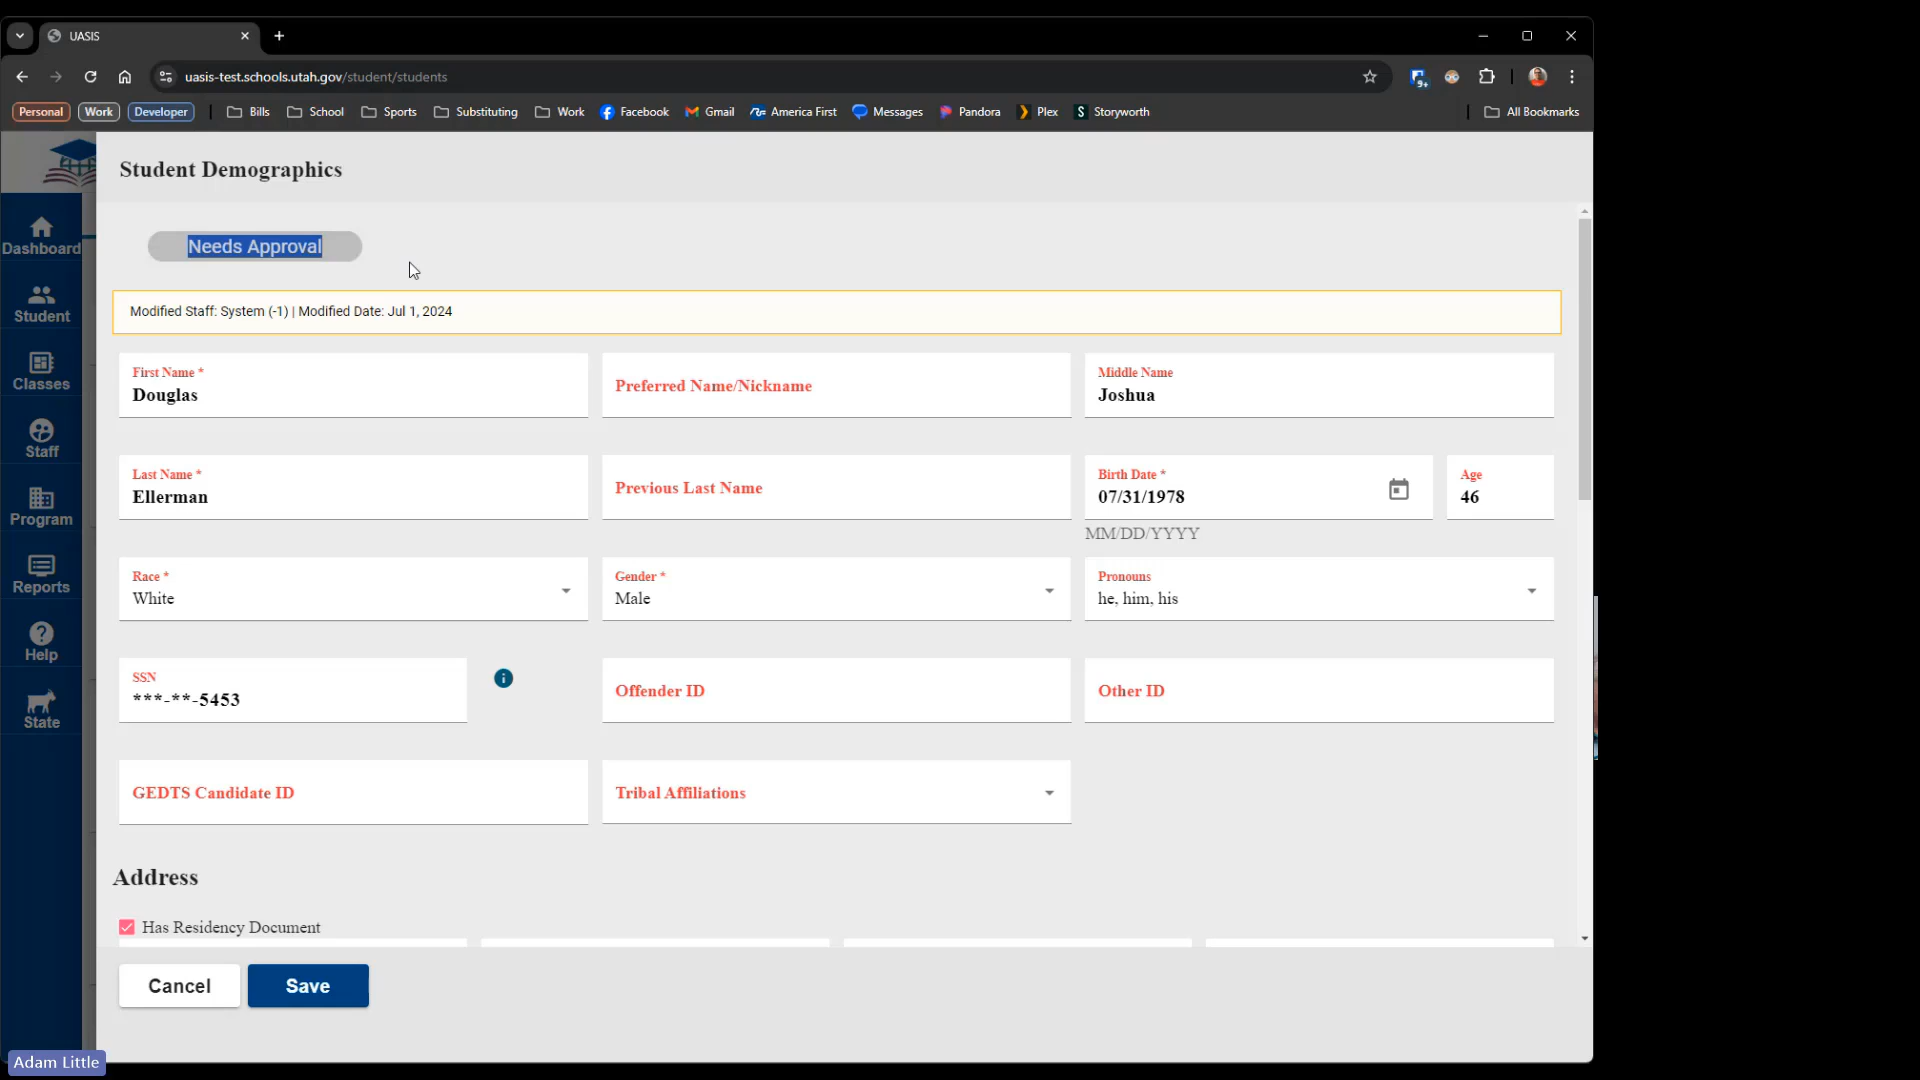 UASIS
uasis-test.schools.utah.gov/student/students
9+
Personal Work Developer Bills School Sports Substituting Work Facebook Gmail America First Messages Pandora Plex Storyworth All Bookmarks
Student Demographics
Needs Approval
Modified Staff: System (-1) | Modified Date: Jul 1, 2024
Dashboard
Student
Classes
Staff
Program
Reports
Help
State
First Name *
Douglas
Preferred Name/Nickname
Middle Name
Joshua
Last Name *
Ellerman
Previous Last Name
Birth Date *
07/31/1978
MM/DD/YYYY
Age
46
Race *
White
Gender *
Male
Pronouns
he, him, his
SSN
***-**-5453
Offender ID
Other ID
GEDTS Candidate ID
Tribal Affiliations
Address
Has Residency Document
Cancel
Save
Adam Little